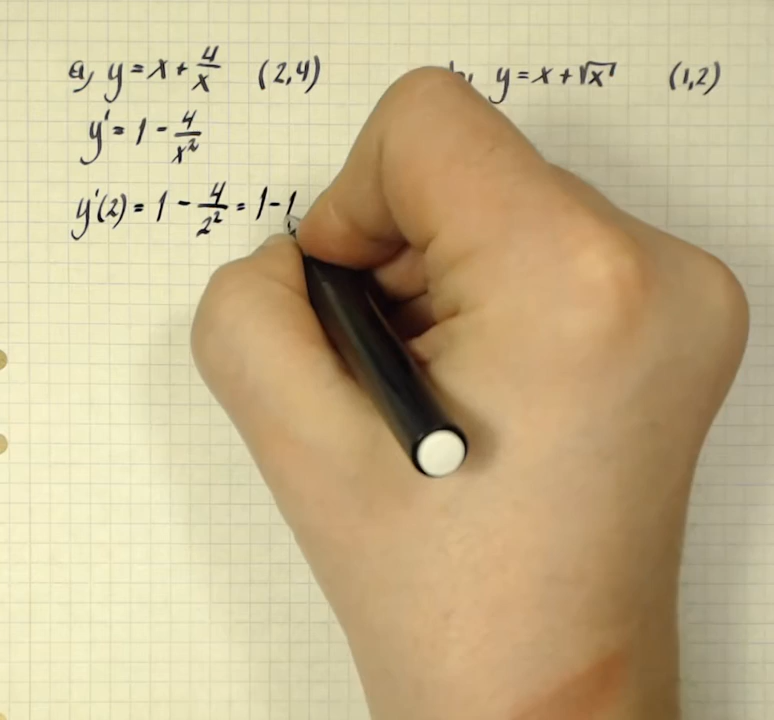 a) y = x + 4/x (2,4)
b) y = x + √x (1,2)
y' = 1 - 4/x²
y'(2) = 1 - 4/2² = 1 - 1